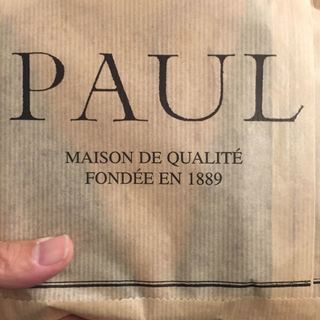 PAUL
MAISON DE QUALITÉ
FONDÉE EN 1889